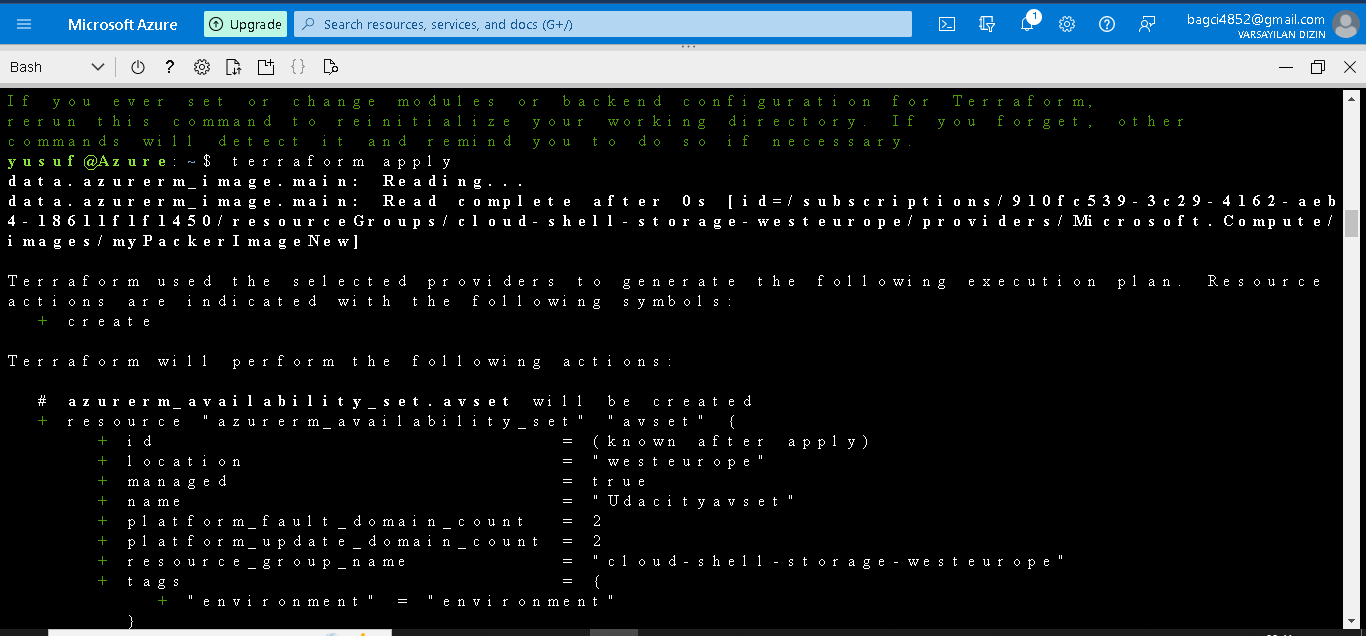 Microsoft Azure
Upgrade
Search resources, services, and docs (G+/)
1
bagci4852@gmail.com
VARSAYILAN DIZIN
Bash
If you ever set or change modules or backend configuration for Terraform,
rerun this command to reinitialize your working directory. If you forget, other
commands will detect it and remind you to do so if necessary.
yusuf@Azure:~$ terraform apply
data.azurerm_image.main: Reading...
data.azurerm_image.main: Read complete after 0s [id=/subscriptions/910fc539-3c29-4162-aeb
4-18611f1f1450/resourceGroups/cloud-shell-storage-westeurope/providers/Microsoft.Compute/
images/myPackerImageNew]
Terraform used the selected providers to generate the following execution plan. Resource
actions are indicated with the following symbols:
+ create
Terraform will perform the following actions:
# azurerm_availability_set.avset will be created
+ resource "azurerm_availability_set" "avset" {
+ id = (known after apply)
+ location = "westeurope"
+ managed = true
+ name = "Udacityavset"
+ platform_fault_domain_count = 2
+ platform_update_domain_count = 2
+ resource_group_name = "cloud-shell-storage-westeurope"
+ tags = {
+ "environment" = "environment"
}